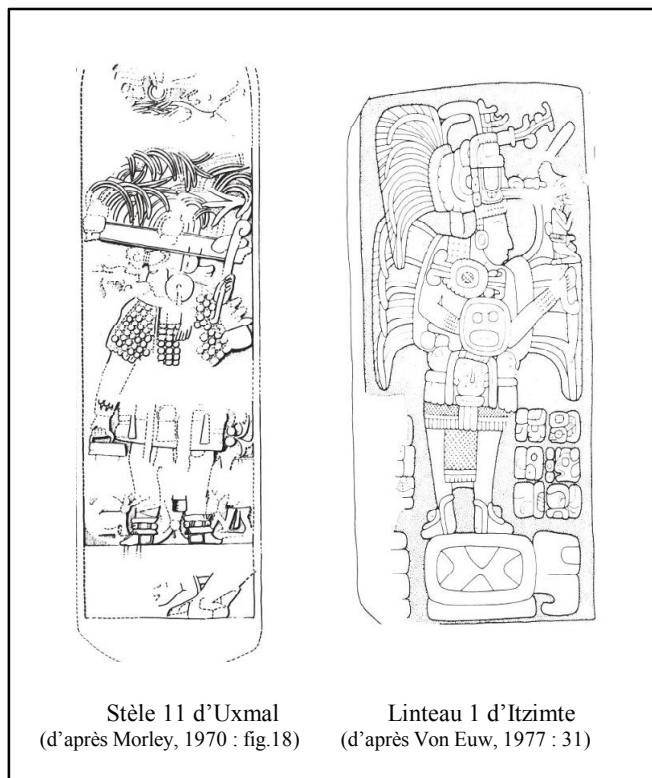 Stèle 11 d’Uxmal
(d’après Morley, 1970 : fig.18)
Linteau 1 d’Itzimte
(d’après Von Euw, 1977 : 31)